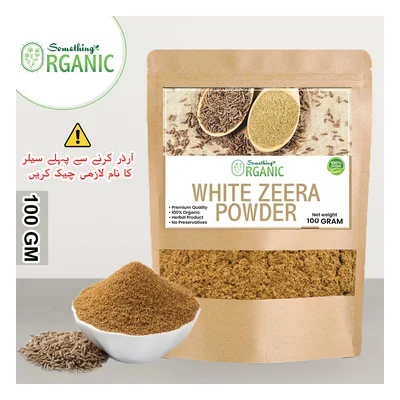 Something's
ORGANIC
آرڈر کرنے سے پہلے سیلر
کا نام لازمی چیک کریں
100 GM
Something's
ORGANIC
100%
WHITE ZEERA
POWDER
• Premium Quality
• 100% Organic
• Herbal Product
• No Preservatives
Net weight
100 GRAM